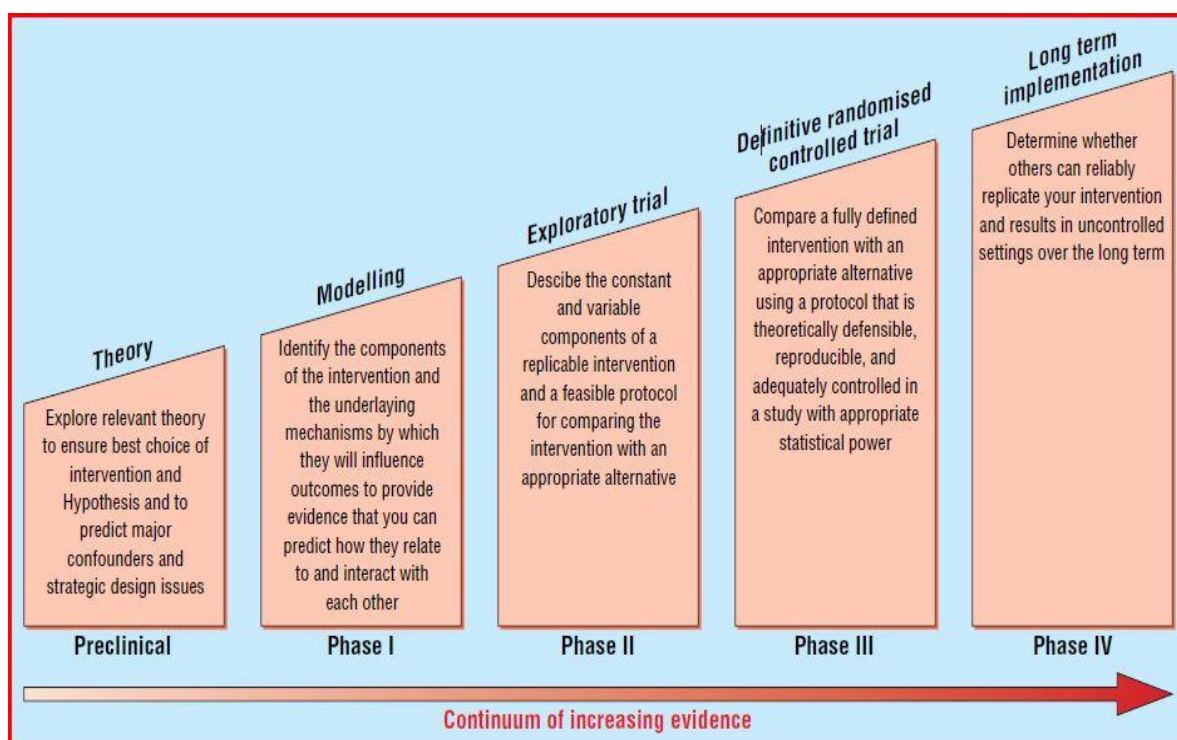 Theory
Explore relevant theory
to ensure best choice of
intervention and
Hypothesis and to
predict major
confounders and
strategic design issues
Preclinical
Modelling
Identify the components
of the intervention and
the underlaying
mechanisms by which
they will influence
outcomes to provide
evidence that you can
predict how they relate
to and interact with
each other
Phase I
Exploratory trial
Descibe the constant
and variable
components of a
replicable intervention
and a feasible protocol
for comparing the
intervention with an
appropriate alternative
Phase II
Definitive randomised
controlled trial
Compare a fully defined
intervention with an
appropriate alternative
using a protocol that is
theoretically defensible,
reproducible, and
adequately controlled in
a study with appropriate
statistical power
Phase III
Long term
implementation
Determine whether
others can reliably
replicate your intervention
and results in uncontrolled
settings over the long term
Phase IV
Continuum of increasing evidence